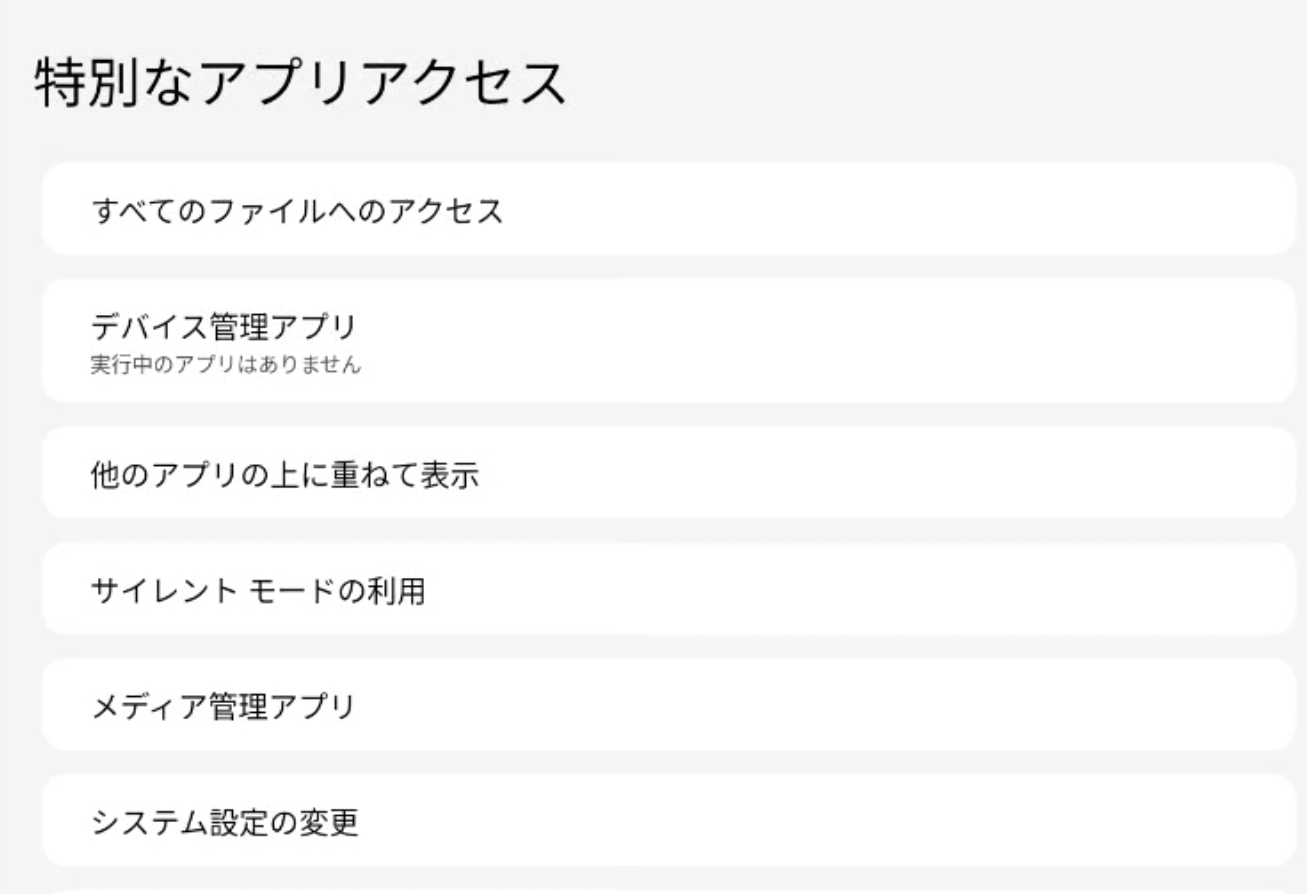 特別なアプリアクセス
すべてのファイルへのアクセス
デバイス管理アプリ
実行中のアプリはありません
他のアプリの上に重ねて表示
サイレント モードの利用
メディア管理アプリ
システム設定の変更